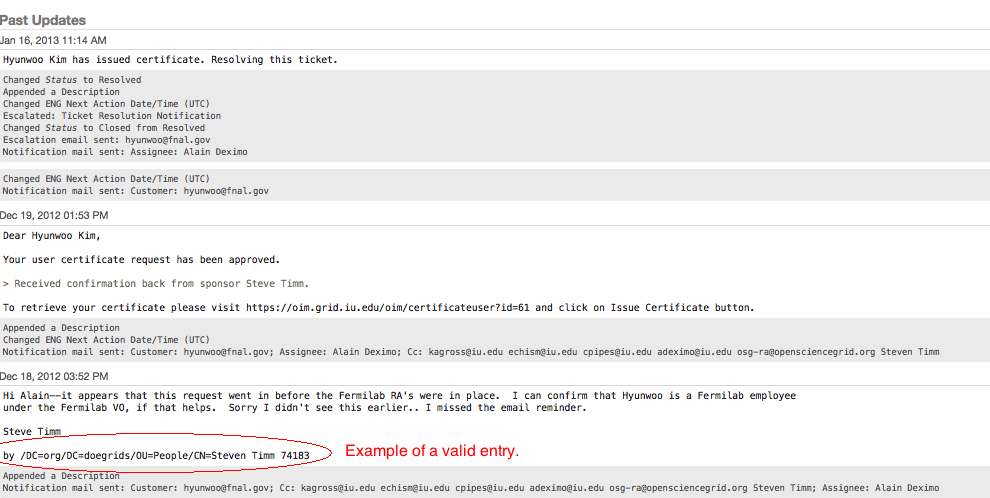 Past Updates
Jan 16, 2013 11:14 AM
Hyunwoo Kim has issued certificate. Resolving this ticket.
Changed Status to Resolved
Appended a Description
Changed ENG Next Action Date/Time (UTC)
Escalated: Ticket Resolution Notification
Changed Status to Closed from Resolved
Escalation email sent: hyunwoo@fnal.gov
Notification mail sent: Assignee: Alain Deximo
Changed ENG Next Action Date/Time (UTC)
Notification mail sent: Customer: hyunwoo@fnal.gov
Dec 19, 2012 01:53 PM
Dear Hyunwoo Kim,
Your user certificate request has been approved.
> Received confirmation back from sponsor Steve Timm.
To retrieve your certificate please visit https://oim.grid.iu.edu/oim/certificateuser?id=61 and click on Issue Certificate button.
Appended a Description
Changed ENG Next Action Date/Time (UTC)
Notification mail sent: Customer: hyunwoo@fnal.gov; Assignee: Alain Deximo; Cc: kagross@iu.edu echism@iu.edu cpipes@iu.edu adeximo@iu.edu osg-ra@opensciencegrid.org Steven Timm
Dec 18, 2012 03:52 PM
Hi Alain--it appears that this request went in before the Fermilab RA's were in place.  I can confirm that Hyunwoo is a Fermilab employee
under the Fermilab VO, if that helps.  Sorry I didn't see this earlier.. I missed the email reminder.
Steve Timm
by /DC=org/DC=doegrids/OU=People/CN=Steven Timm 74183
Example of a valid entry.
Appended a Description
Notification mail sent: Customer: hyunwoo@fnal.gov; Cc: kagross@iu.edu echism@iu.edu cpipes@iu.edu adeximo@iu.edu osg-ra@opensciencegrid.org Steven Timm; Assignee: Alain Deximo